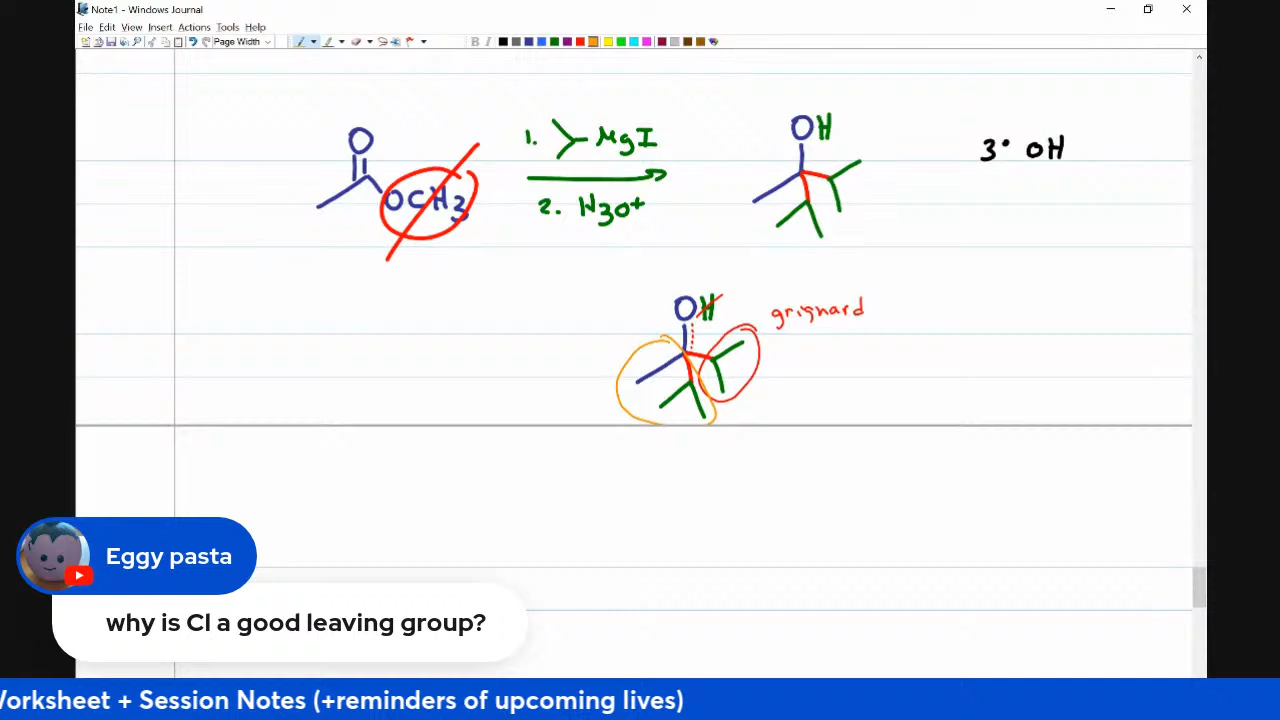 Note1 - Windows Journal
File Edit View Insert Actions Tools Help
Page Width
B I
O
OCH3
1. MgI
2. H3O+
OH
3° OH
OH
grignard
Eggy pasta
why is Cl a good leaving group?
Worksheet + Session Notes (+reminders of upcoming lives)